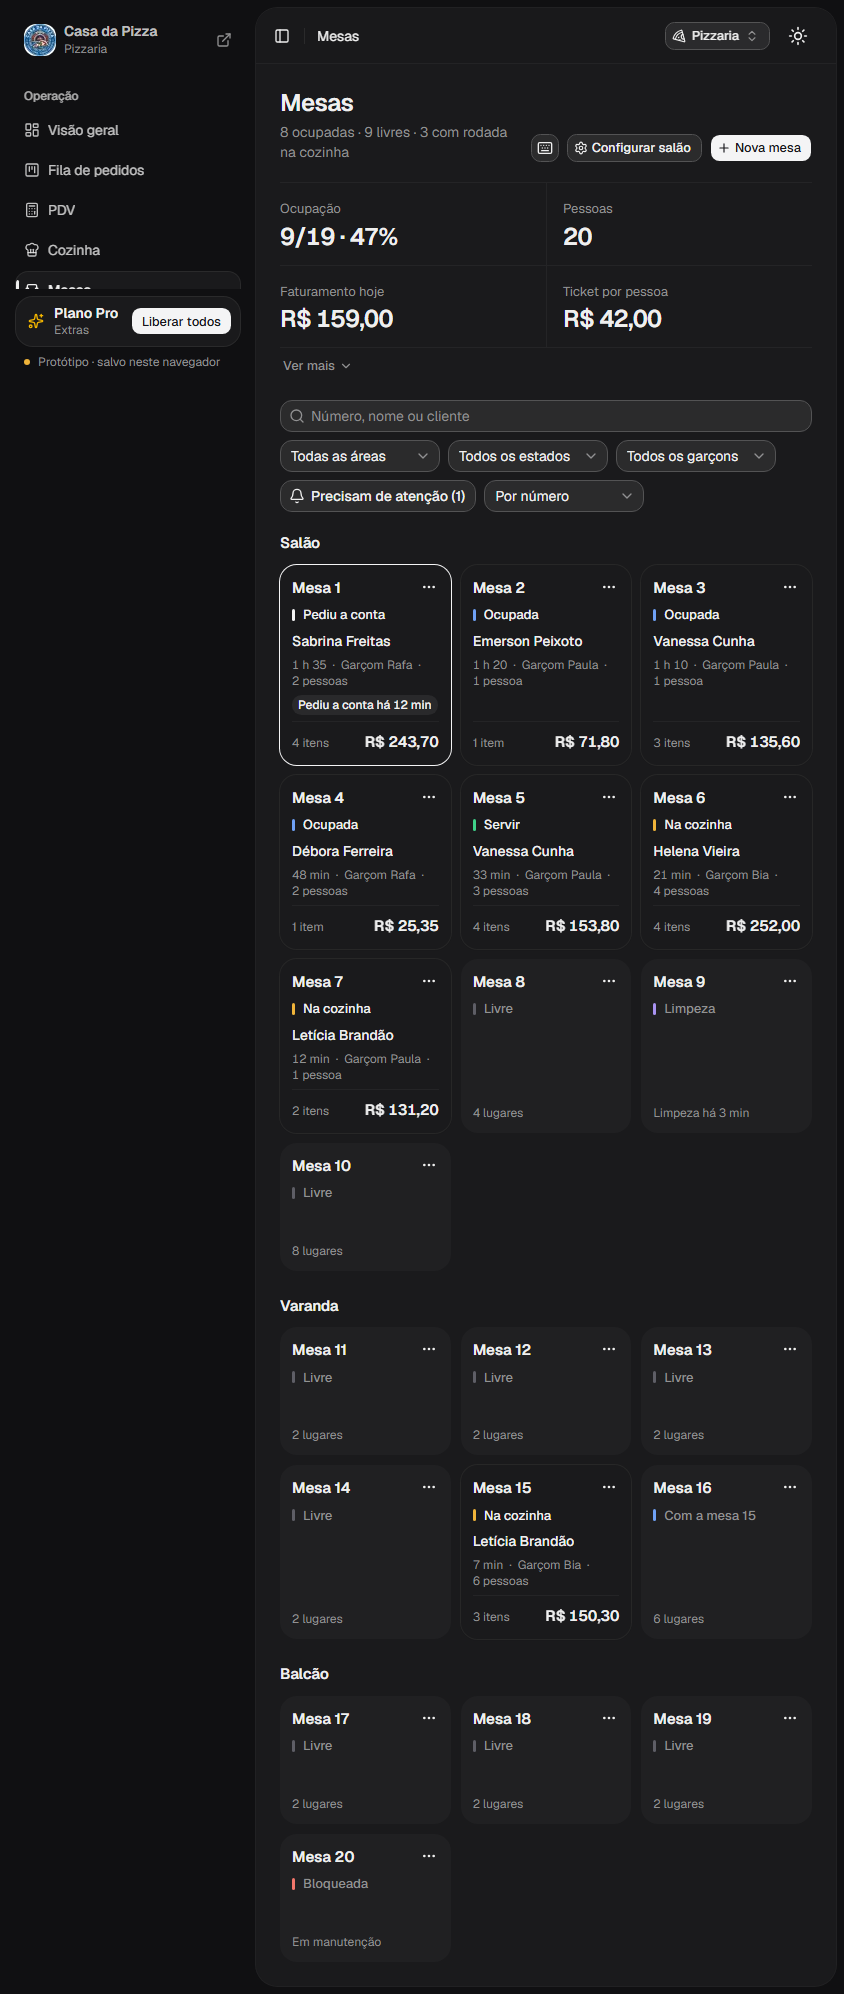 Casa da Pizza
Pizzaria
Operação
Visão geral
Fila de pedidos
PDV
Cozinha
Mesas
Plano Pro
Extras
Liberar todos
Protótipo · salvo neste navegador
Mesas
Pizzaria
Mesas
8 ocupadas · 9 livres · 3 com rodada
na cozinha
Configurar salão
Nova mesa
Ocupação
9/19 · 47%
Pessoas
20
Faturamento hoje
R$ 159,00
Ticket por pessoa
R$ 42,00
Ver mais
Número, nome ou cliente
Todas as áreas
Todos os estados
Todos os garçons
Precisam de atenção (1)
Por número
Salão
Mesa 1
Pediu a conta
Sabrina Freitas
1 h 35 · Garçom Rafa ·
2 pessoas
Pediu a conta há 12 min
4 itens
R$ 243,70
Mesa 2
Ocupada
Emerson Peixoto
1 h 20 · Garçom Paula ·
1 pessoa
1 item
R$ 71,80
Mesa 3
Ocupada
Vanessa Cunha
1 h 10 · Garçom Paula ·
1 pessoa
3 itens
R$ 135,60
Mesa 4
Ocupada
Débora Ferreira
48 min · Garçom Rafa ·
2 pessoas
1 item
R$ 25,35
Mesa 5
Servir
Vanessa Cunha
33 min · Garçom Paula ·
3 pessoas
4 itens
R$ 153,80
Mesa 6
Na cozinha
Helena Vieira
21 min · Garçom Bia ·
4 pessoas
4 itens
R$ 252,00
Mesa 7
Na cozinha
Letícia Brandão
12 min · Garçom Paula ·
1 pessoa
2 itens
R$ 131,20
Mesa 8
Livre
4 lugares
Mesa 9
Limpeza
Limpeza há 3 min
Mesa 10
Livre
8 lugares
Varanda
Mesa 11
Livre
2 lugares
Mesa 12
Livre
2 lugares
Mesa 13
Livre
2 lugares
Mesa 14
Livre
2 lugares
Mesa 15
Na cozinha
Letícia Brandão
7 min · Garçom Bia ·
6 pessoas
3 itens
R$ 150,30
Mesa 16
Com a mesa 15
6 lugares
Balcão
Mesa 17
Livre
2 lugares
Mesa 18
Livre
2 lugares
Mesa 19
Livre
2 lugares
Mesa 20
Bloqueada
Em manutenção